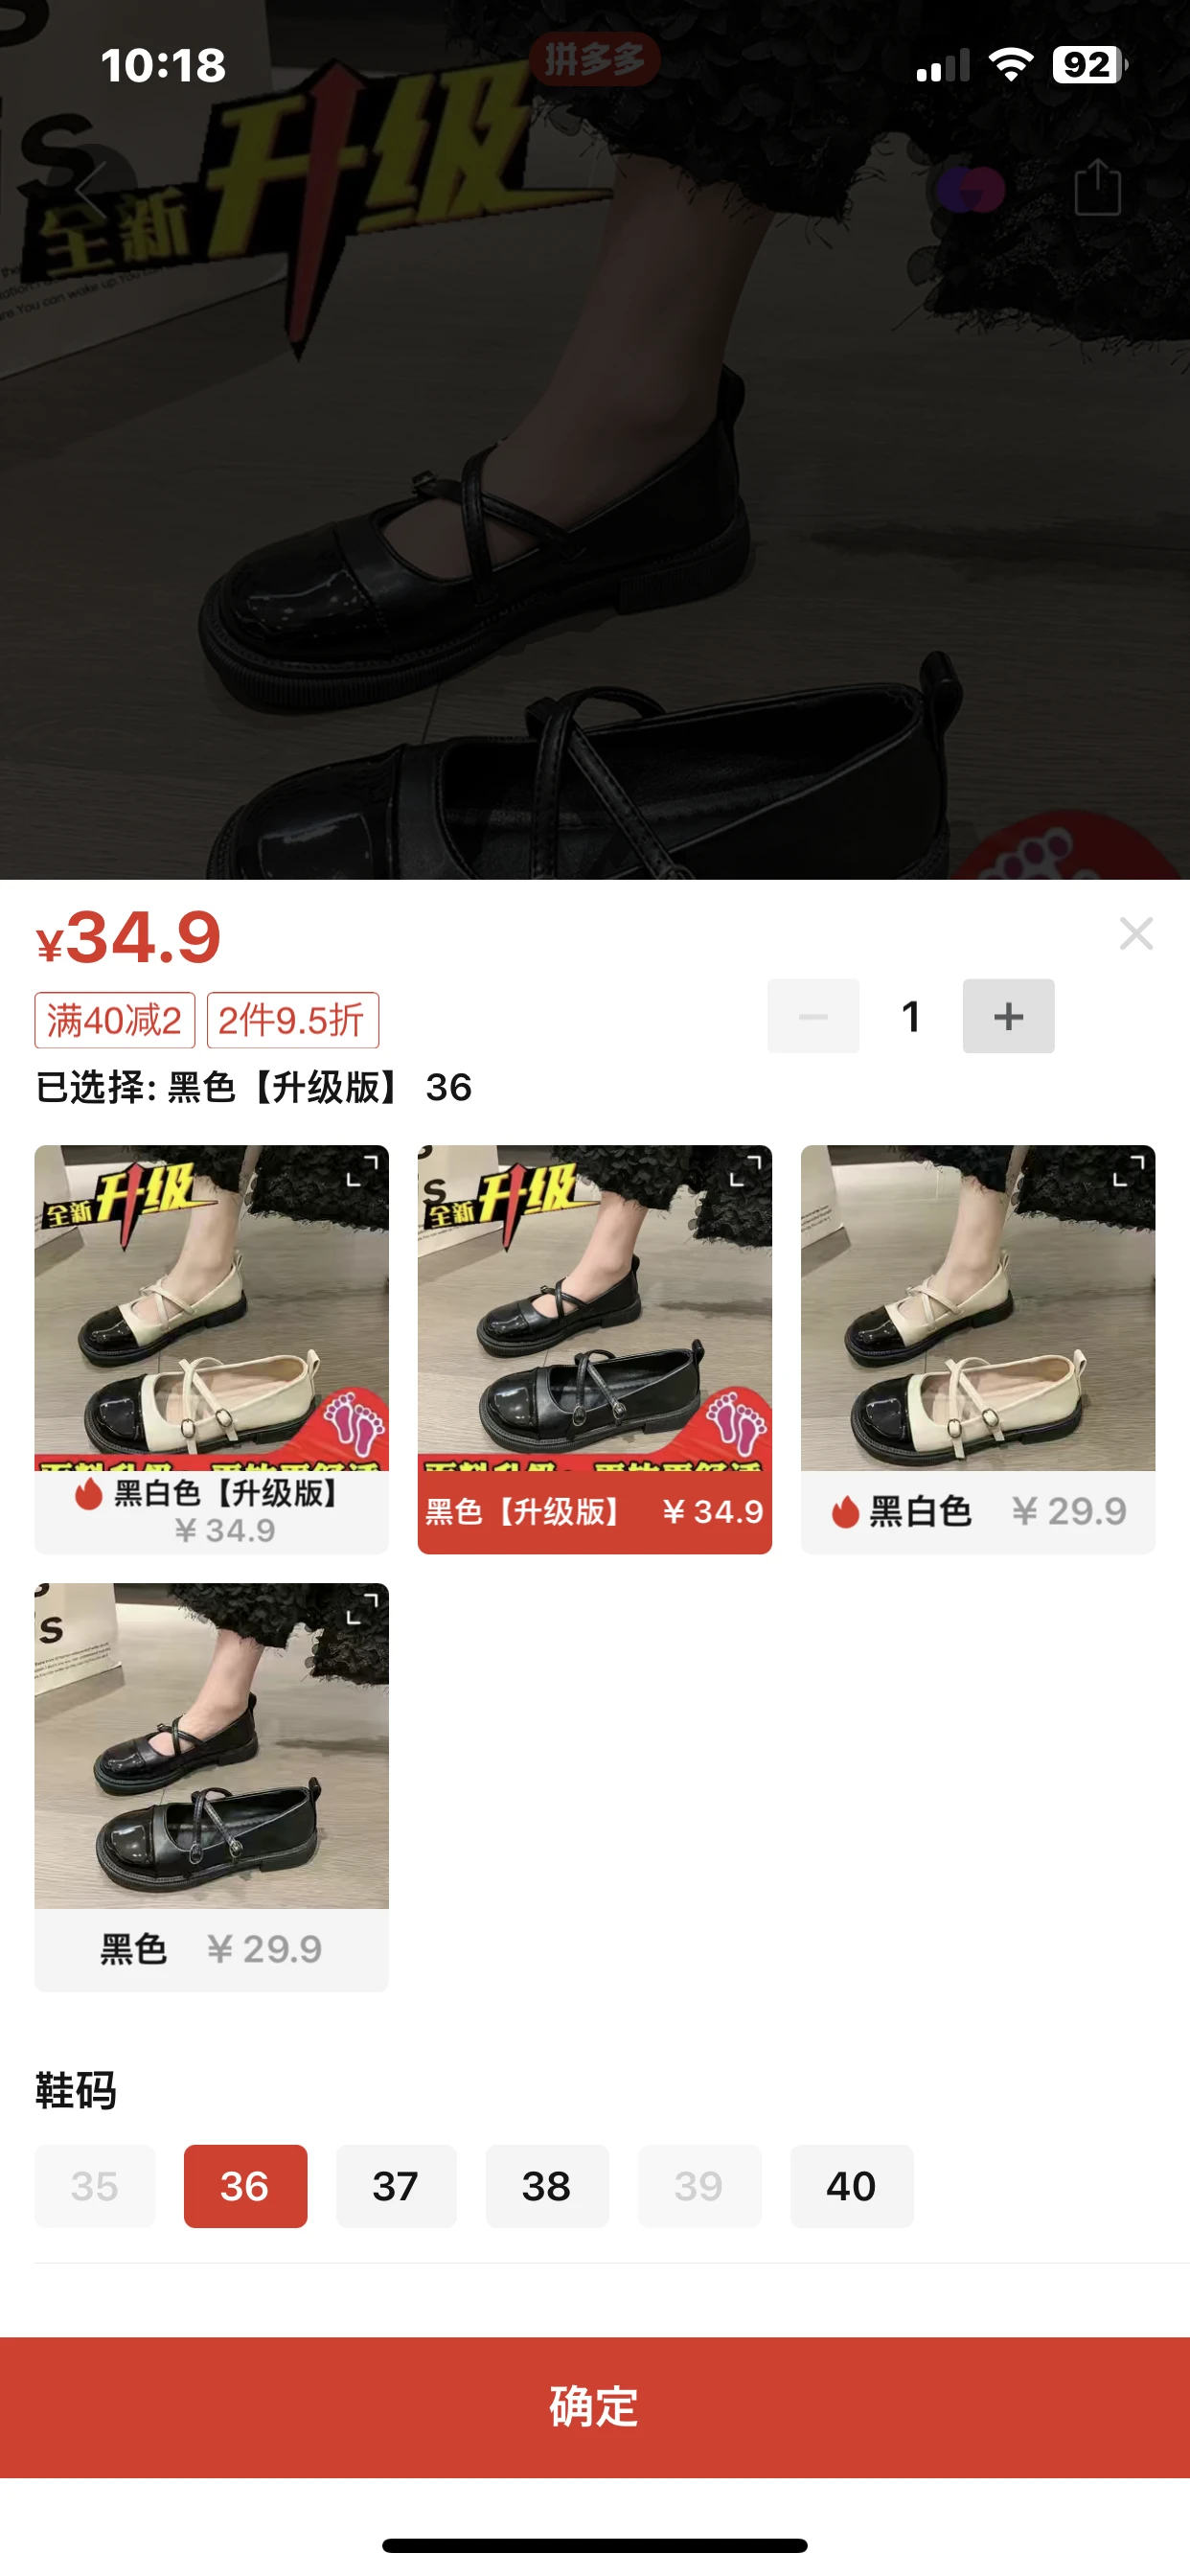 10:18
拼多多
92
s
全新升级
¥34.9
满40减2
2件9.5折
1
已选择: 黑色【升级版】 36
全新升级
全新升级
黑白色【升级版】
¥ 34.9
黑色【升级版】 ¥ 34.9
黑白色 ¥ 29.9
s
黑色 ¥ 29.9
鞋码
35 36 37 38 39 40
确定